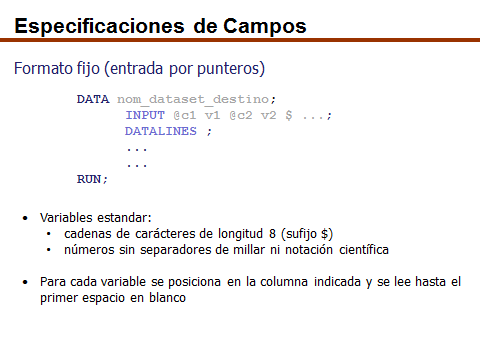 Especificaciones de Campos
Formato fijo (entrada por punteros)
DATA nom_dataset_destino;
INPUT @c1 v1 @c2 v2 $ ...;
DATALINES ;
...
...
RUN;
• Variables estandar:
• cadenas de carácteres de longitud 8 (sufijo $)
• números sin separadores de millar ni notación científica
• Para cada variable se posiciona en la columna indicada y se lee hasta el
primer espacio en blanco